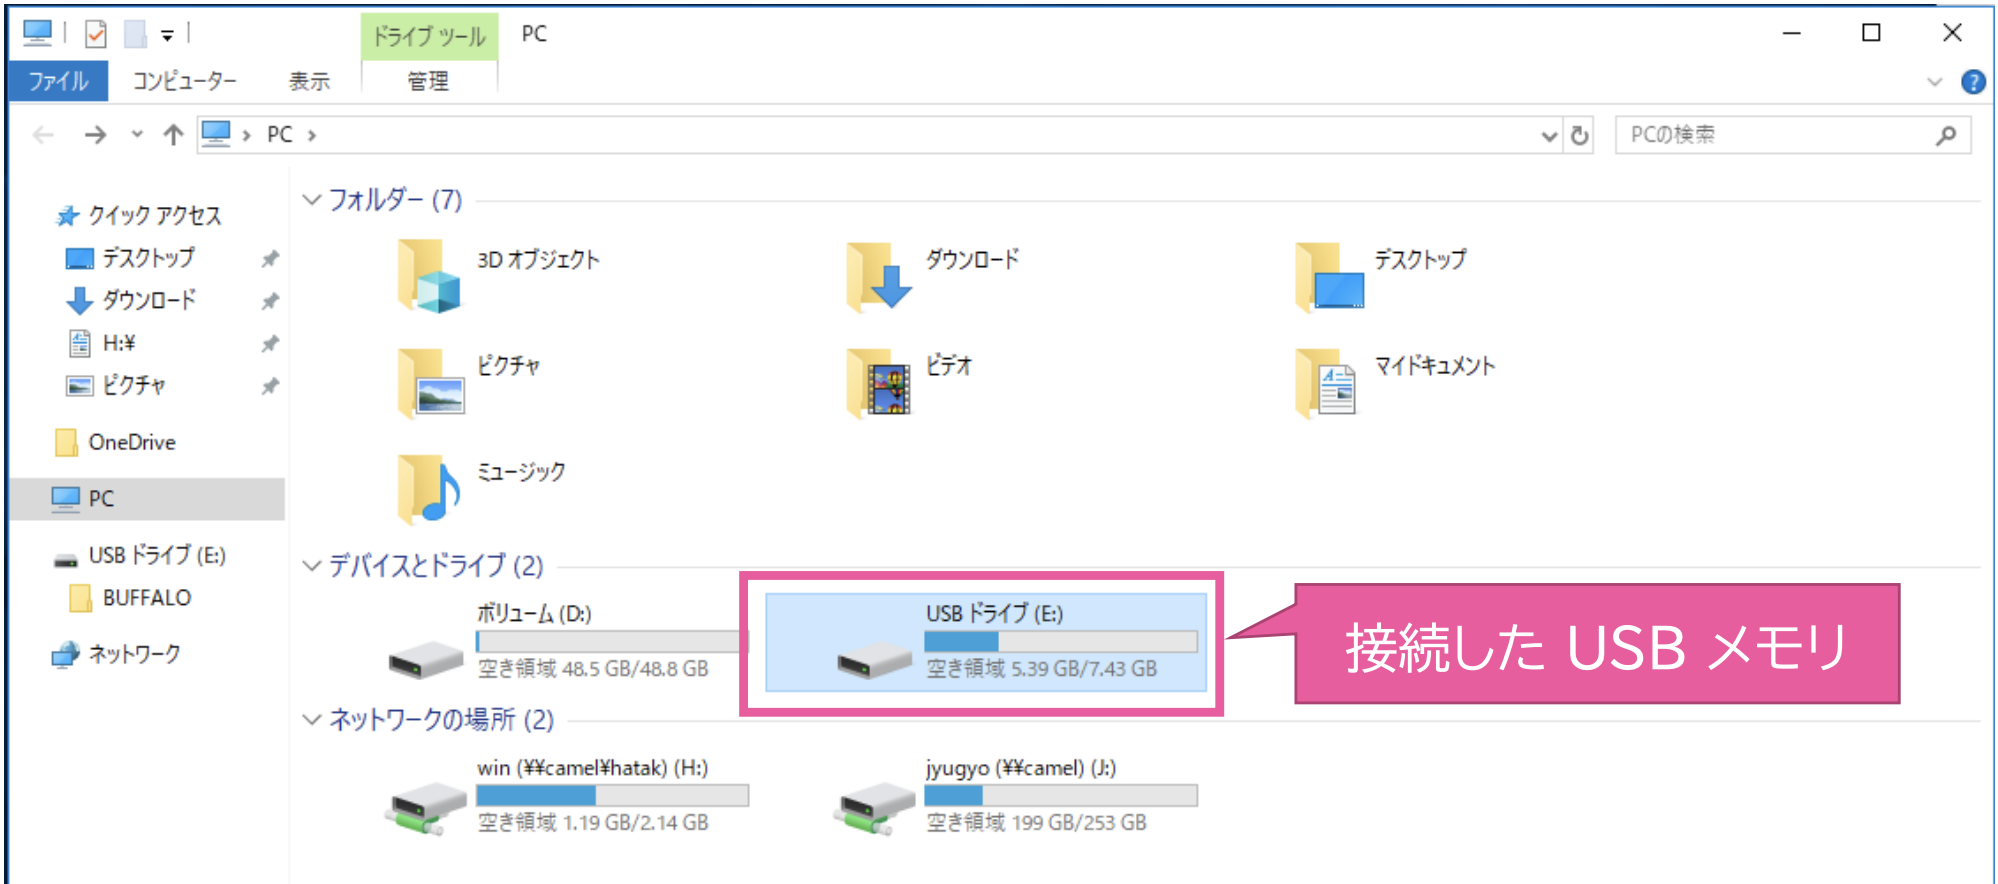 ドライブ ツール
PC
ファイル
コンピューター
表示
管理
PC
PCの検索
クイック アクセス
デスクトップ
ダウンロード
H:¥
ピクチャ
OneDrive
PC
USB ドライブ (E:)
BUFFALO
ネットワーク
フォルダー (7)
3D オブジェクト
ダウンロード
デスクトップ
ピクチャ
ビデオ
マイドキュメント
ミュージック
デバイスとドライブ (2)
ボリューム (D:)
空き領域 48.5 GB/48.8 GB
USB ドライブ (E:)
空き領域 5.39 GB/7.43 GB
接続した USB メモリ
ネットワークの場所 (2)
win (¥¥camel¥hatak) (H:)
空き領域 1.19 GB/2.14 GB
jyugyo (¥¥camel) (J:)
空き領域 199 GB/253 GB